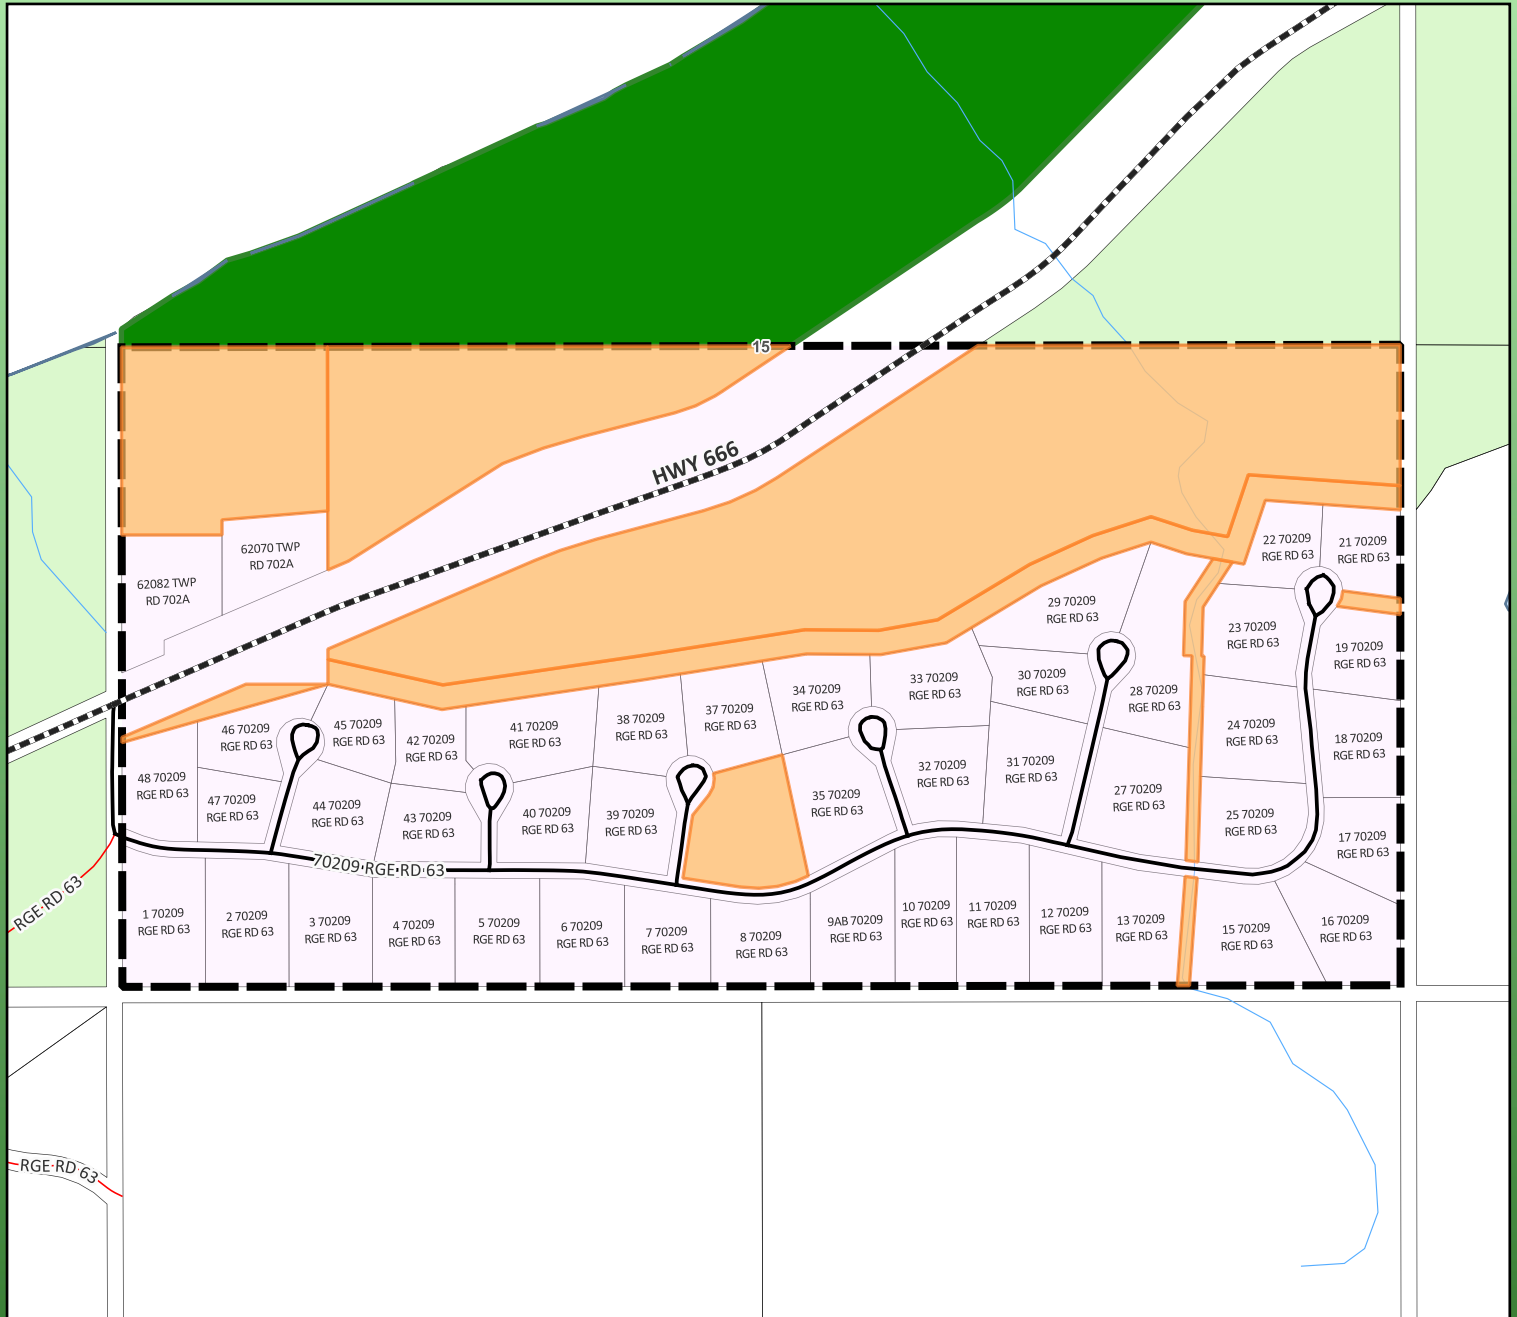 15
HWY 666
62070 TWP
RD 702A
62082 TWP
RD 702A
22 70209
RGE RD 63
21 70209
RGE RD 63
29 70209
RGE RD 63
23 70209
RGE RD 63
19 70209
RGE RD 63
33 70209
RGE RD 63
30 70209
RGE RD 63
34 70209
RGE RD 63
28 70209
RGE RD 63
37 70209
RGE RD 63
38 70209
RGE RD 63
41 70209
RGE RD 63
42 70209
RGE RD 63
45 70209
RGE RD 63
46 70209
RGE RD 63
24 70209
RGE RD 63
18 70209
RGE RD 63
48 70209
RGE RD 63
47 70209
RGE RD 63
44 70209
RGE RD 63
43 70209
RGE RD 63
40 70209
RGE RD 63
39 70209
RGE RD 63
35 70209
RGE RD 63
32 70209
RGE RD 63
31 70209
RGE RD 63
27 70209
RGE RD 63
25 70209
RGE RD 63
17 70209
RGE RD 63
70209 RGE RD 63
RGE RD 63
1 70209
RGE RD 63
2 70209
RGE RD 63
3 70209
RGE RD 63
4 70209
RGE RD 63
5 70209
RGE RD 63
6 70209
RGE RD 63
7 70209
RGE RD 63
8 70209
RGE RD 63
9AB 70209
RGE RD 63
10 70209
RGE RD 63
11 70209
RGE RD 63
12 70209
RGE RD 63
13 70209
RGE RD 63
15 70209
RGE RD 63
16 70209
RGE RD 63
RGE RD 63